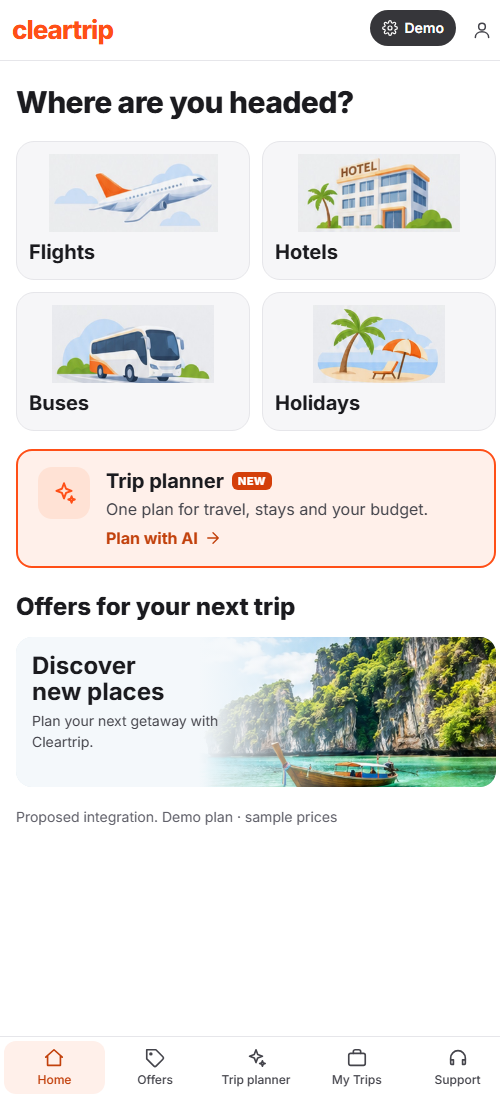 cleartrip
Demo
Where are you headed?
HOTEL
Flights
Hotels
Buses
Holidays
Trip planner NEW
One plan for travel, stays and your budget.
Plan with AI →
Offers for your next trip
Discover
new places
Plan your next getaway with
Cleartrip.
Proposed integration. Demo plan · sample prices
Home
Offers
Trip planner
My Trips
Support